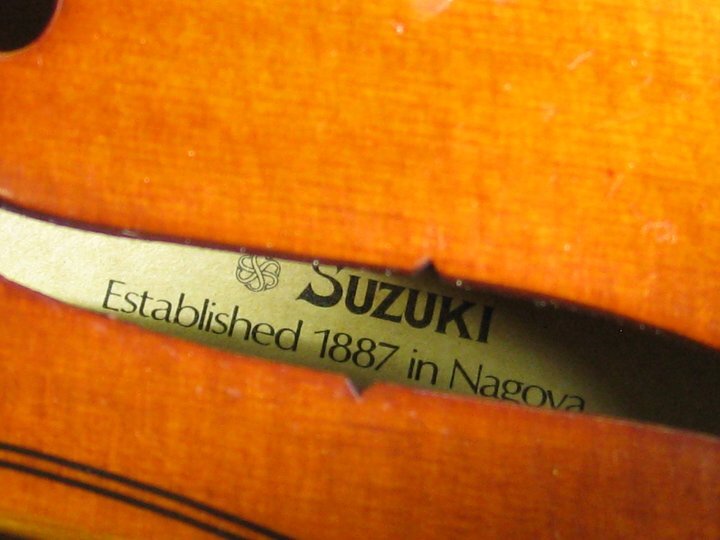 SUZUKI
Established 1887 in Nagoya